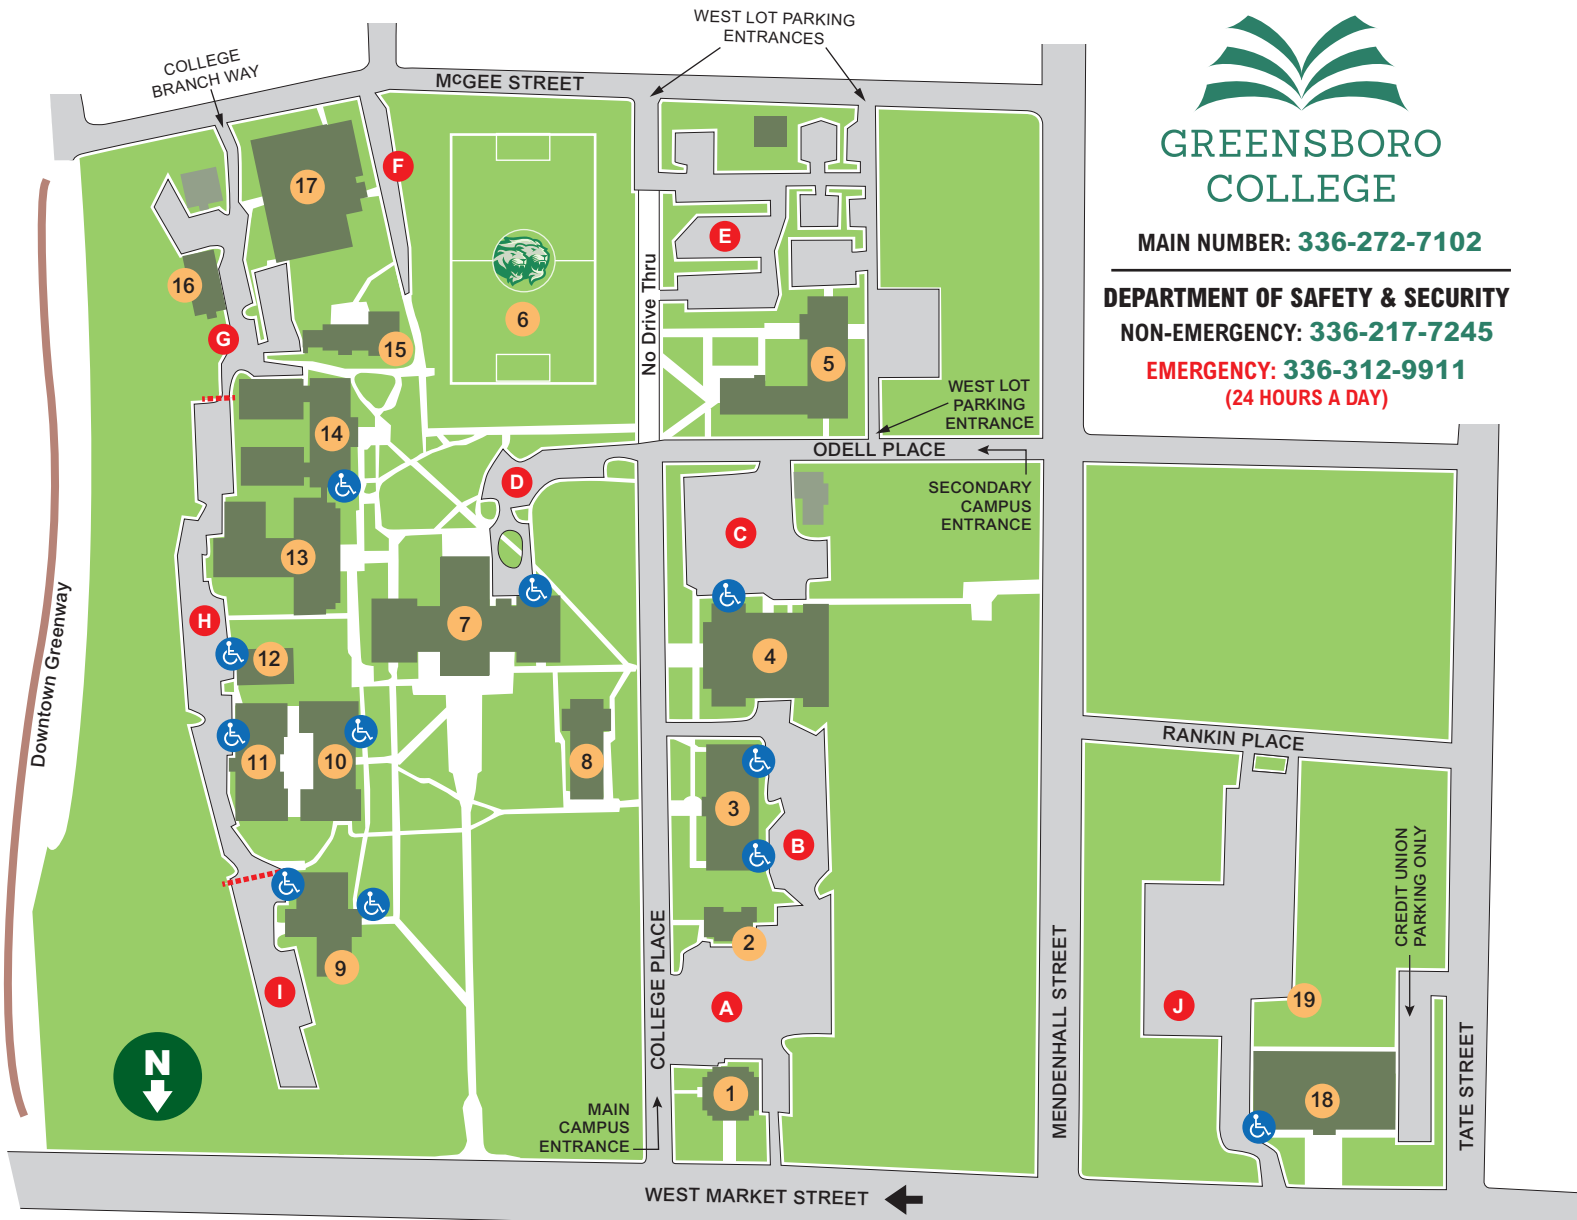 WEST LOT PARKING
ENTRANCES
COLLEGE
BRANCH WAY
McGEE STREET
GREENSBORO
COLLEGE
MAIN NUMBER: 336-272-7102
DEPARTMENT OF SAFETY & SECURITY
NON-EMERGENCY: 336-217-7245
EMERGENCY: 336-312-9911
(24 HOURS A DAY)
17
F
E
16
G
15
6
No Drive Thru
5
WEST LOT
PARKING
ENTRANCE
14
ODELL PLACE
D
SECONDARY
CAMPUS
ENTRANCE
C
13
H
7
12
4
Downtown Greenway
11
10
8
3
B
RANKIN PLACE
CREDIT UNION
PARKING ONLY
2
9
I
A
COLLEGE PLACE
MENDENHALL STREET
J
19
TATE STREET
N
1
18
MAIN
CAMPUS
ENTRANCE
WEST MARKET STREET